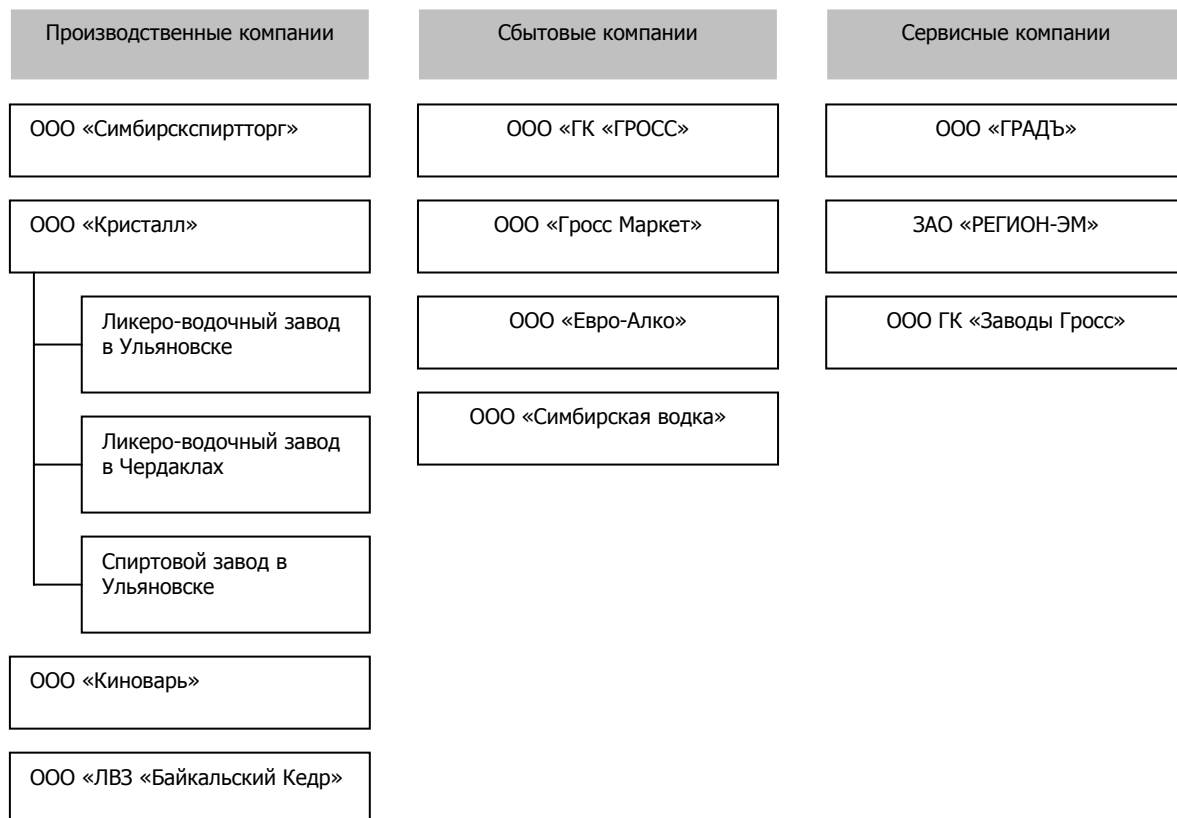 Производственные компании
Сбытовые компании
Сервисные компании
ООО «Симбирскспиртторг»
ООО «ГК «ГРОСС»
ООО «ГРАДЪ»
ООО «Кристалл»
ООО «Гросс Маркет»
ЗАО «РЕГИОН-ЭМ»
Ликеро-водочный завод
в Ульяновске
ООО «Евро-Алко»
ООО ГК «Заводы Гросс»
Ликеро-водочный завод
в Чердаклах
ООО «Симбирская водка»
Спиртовой завод в
Ульяновске
ООО «Киноварь»
ООО «ЛВЗ «Байкальский Кедр»